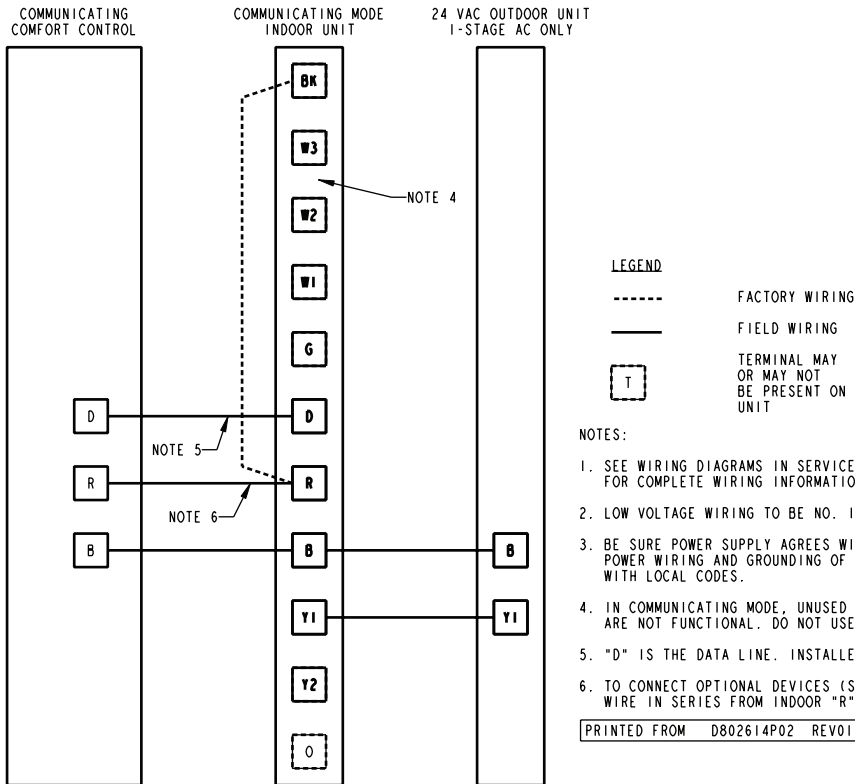 COMMUNICATING
COMFORT CONTROL
COMMUNICATING MODE
INDOOR UNIT
24 VAC OUTDOOR UNIT
1-STAGE AC ONLY
BK
W3
NOTE 4
W2
W1
G
D
D
NOTE 5
R
R
NOTE 6
B
B
B
Y1
Y1
Y2
O
LEGEND
FACTORY WIRING
FIELD WIRING
T
TERMINAL MAY
OR MAY NOT
BE PRESENT ON
UNIT
NOTES:
1. SEE WIRING DIAGRAMS IN SERVICE
FOR COMPLETE WIRING
2. LOW VOLTAGE WIRING TO BE NO.
3. BE SURE POWER SUPPLY AGREES
POWER WIRING AND GROUNDING OF
WITH LOCAL CODES.
4. IN COMMUNICATING MODE, UNUSED
ARE NOT FUNCTIONAL. DO NOT USE
5. "D" IS THE DATA LINE.
6. TO CONNECT OPTIONAL DEVICES
WIRE IN SERIES FROM INDOOR "R"
PRINTED FROM D802614P02 REV01